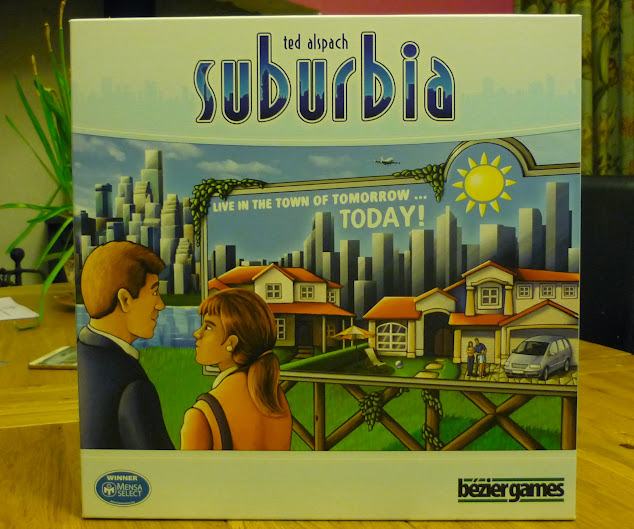 ted alspach
suburbia
LIVE IN THE TOWN OF TOMORROW ...
TODAY!
WINNER
MENSA
SELECT
bézier games